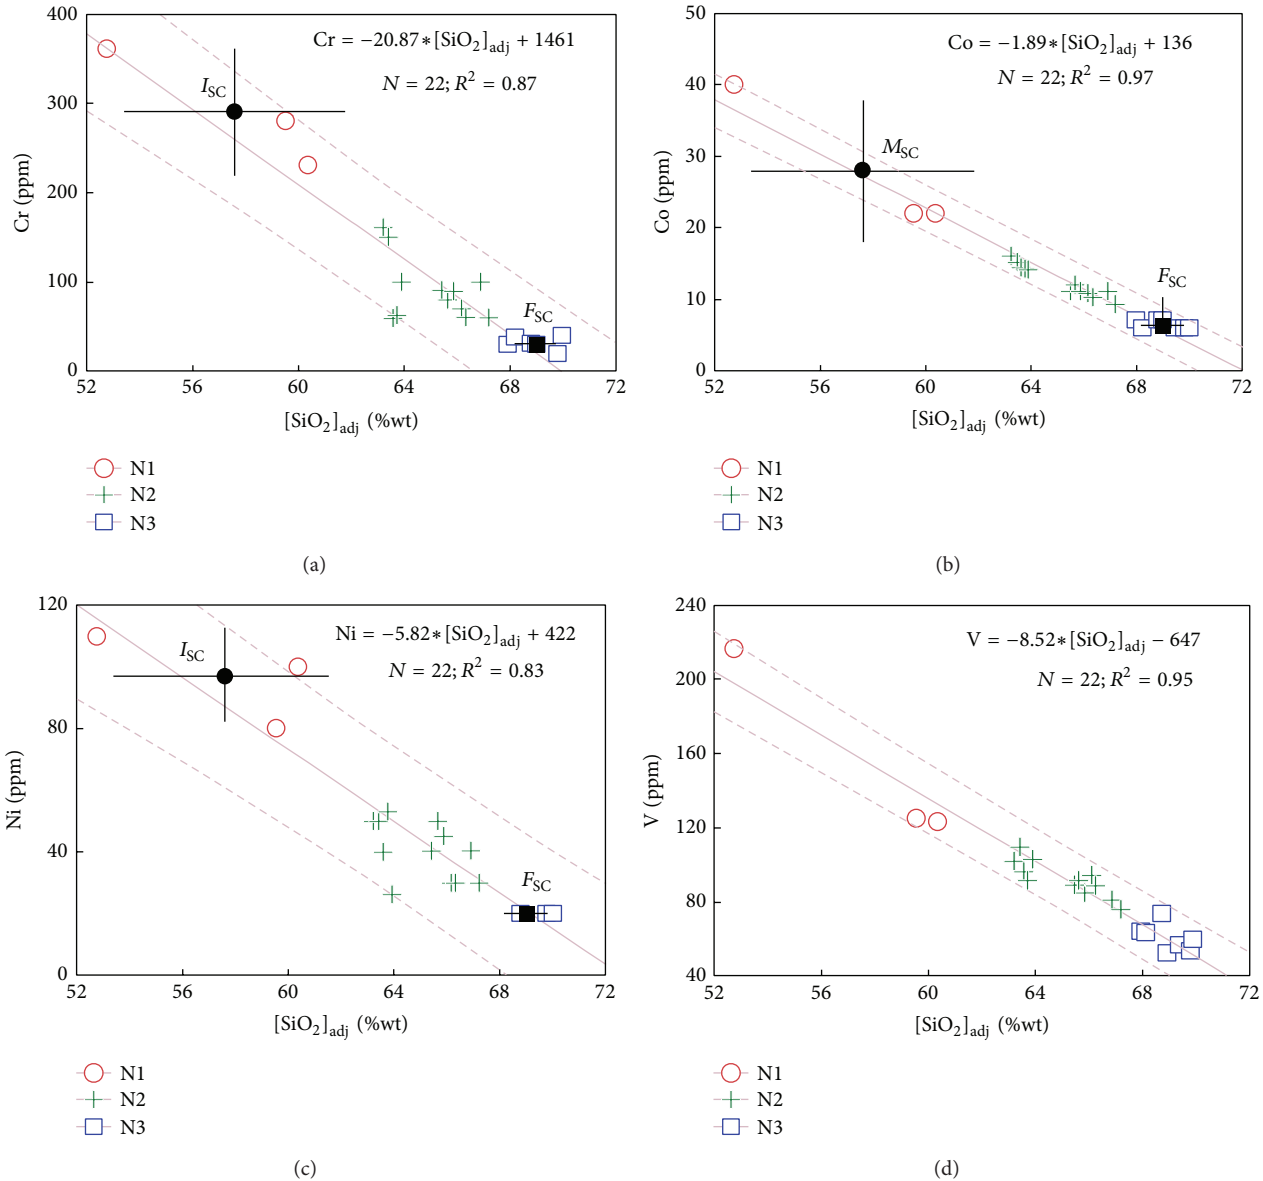 400
300
200
100
0
Cr (ppm)
Cr = −20.87∗[SiO₂]adj + 1461
N = 22; R² = 0.87
ISC
FSC
52 56 60 64 68 72
[SiO₂]adj (%wt)
N1
N2
N3
(a)
50
40
30
20
10
0
Co (ppm)
Co = −1.89∗[SiO₂]adj + 136
N = 22; R² = 0.97
MSC
FSC
52 56 60 64 68 72
[SiO₂]adj (%wt)
N1
N2
N3
(b)
120
80
40
0
Ni (ppm)
Ni = −5.82∗[SiO₂]adj + 422
N = 22; R² = 0.83
ISC
FSC
52 56 60 64 68 72
[SiO₂]adj (%wt)
N1
N2
N3
(c)
240
200
160
120
80
40
V (ppm)
V = −8.52∗[SiO₂]adj − 647
N = 22; R² = 0.95
52 56 60 64 68 72
[SiO₂]adj (%wt)
N1
N2
N3
(d)